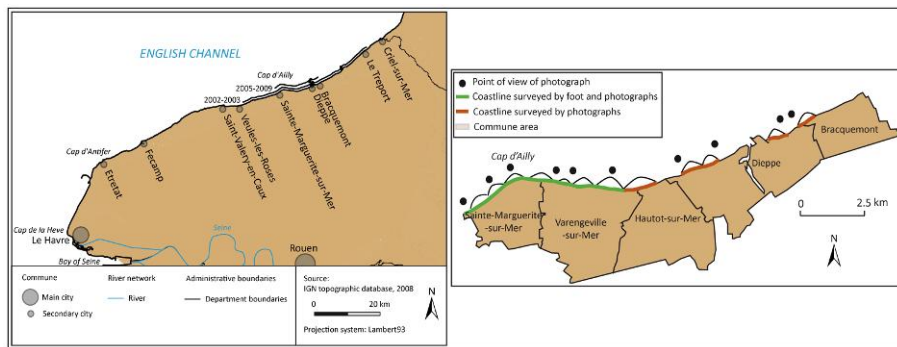 ENGLISH CHANNEL
Cap d'Ailly
2005-2009
2002-2003
Criel-sur-Mer
Le Treport
Bracquemont
Dieppe
Sainte-Marguerite-sur-Mer
Veules-les-Roses
Saint-Valery-en-Caux
Cap d'Antifer
Fecamp
Etretat
Cap de la Heve
Le Havre
Bay of Seine
Seine
Rouen
Commune
Main city
Secondary city
River network
River
Administrative boundaries
Department boundaries
Source:
IGN topographic database, 2008
0 20 km
N
Projection system: Lambert93
Point of view of photograph
Coastline surveyed by foot and photographs
Coastline surveyed by photographs
Commune area
Cap d'Ailly
Bracquemont
Dieppe
Hautot-sur-Mer
Varengeville
-sur-Mer
Sainte-Marguerite
-sur-Mer
0 2.5 km
N